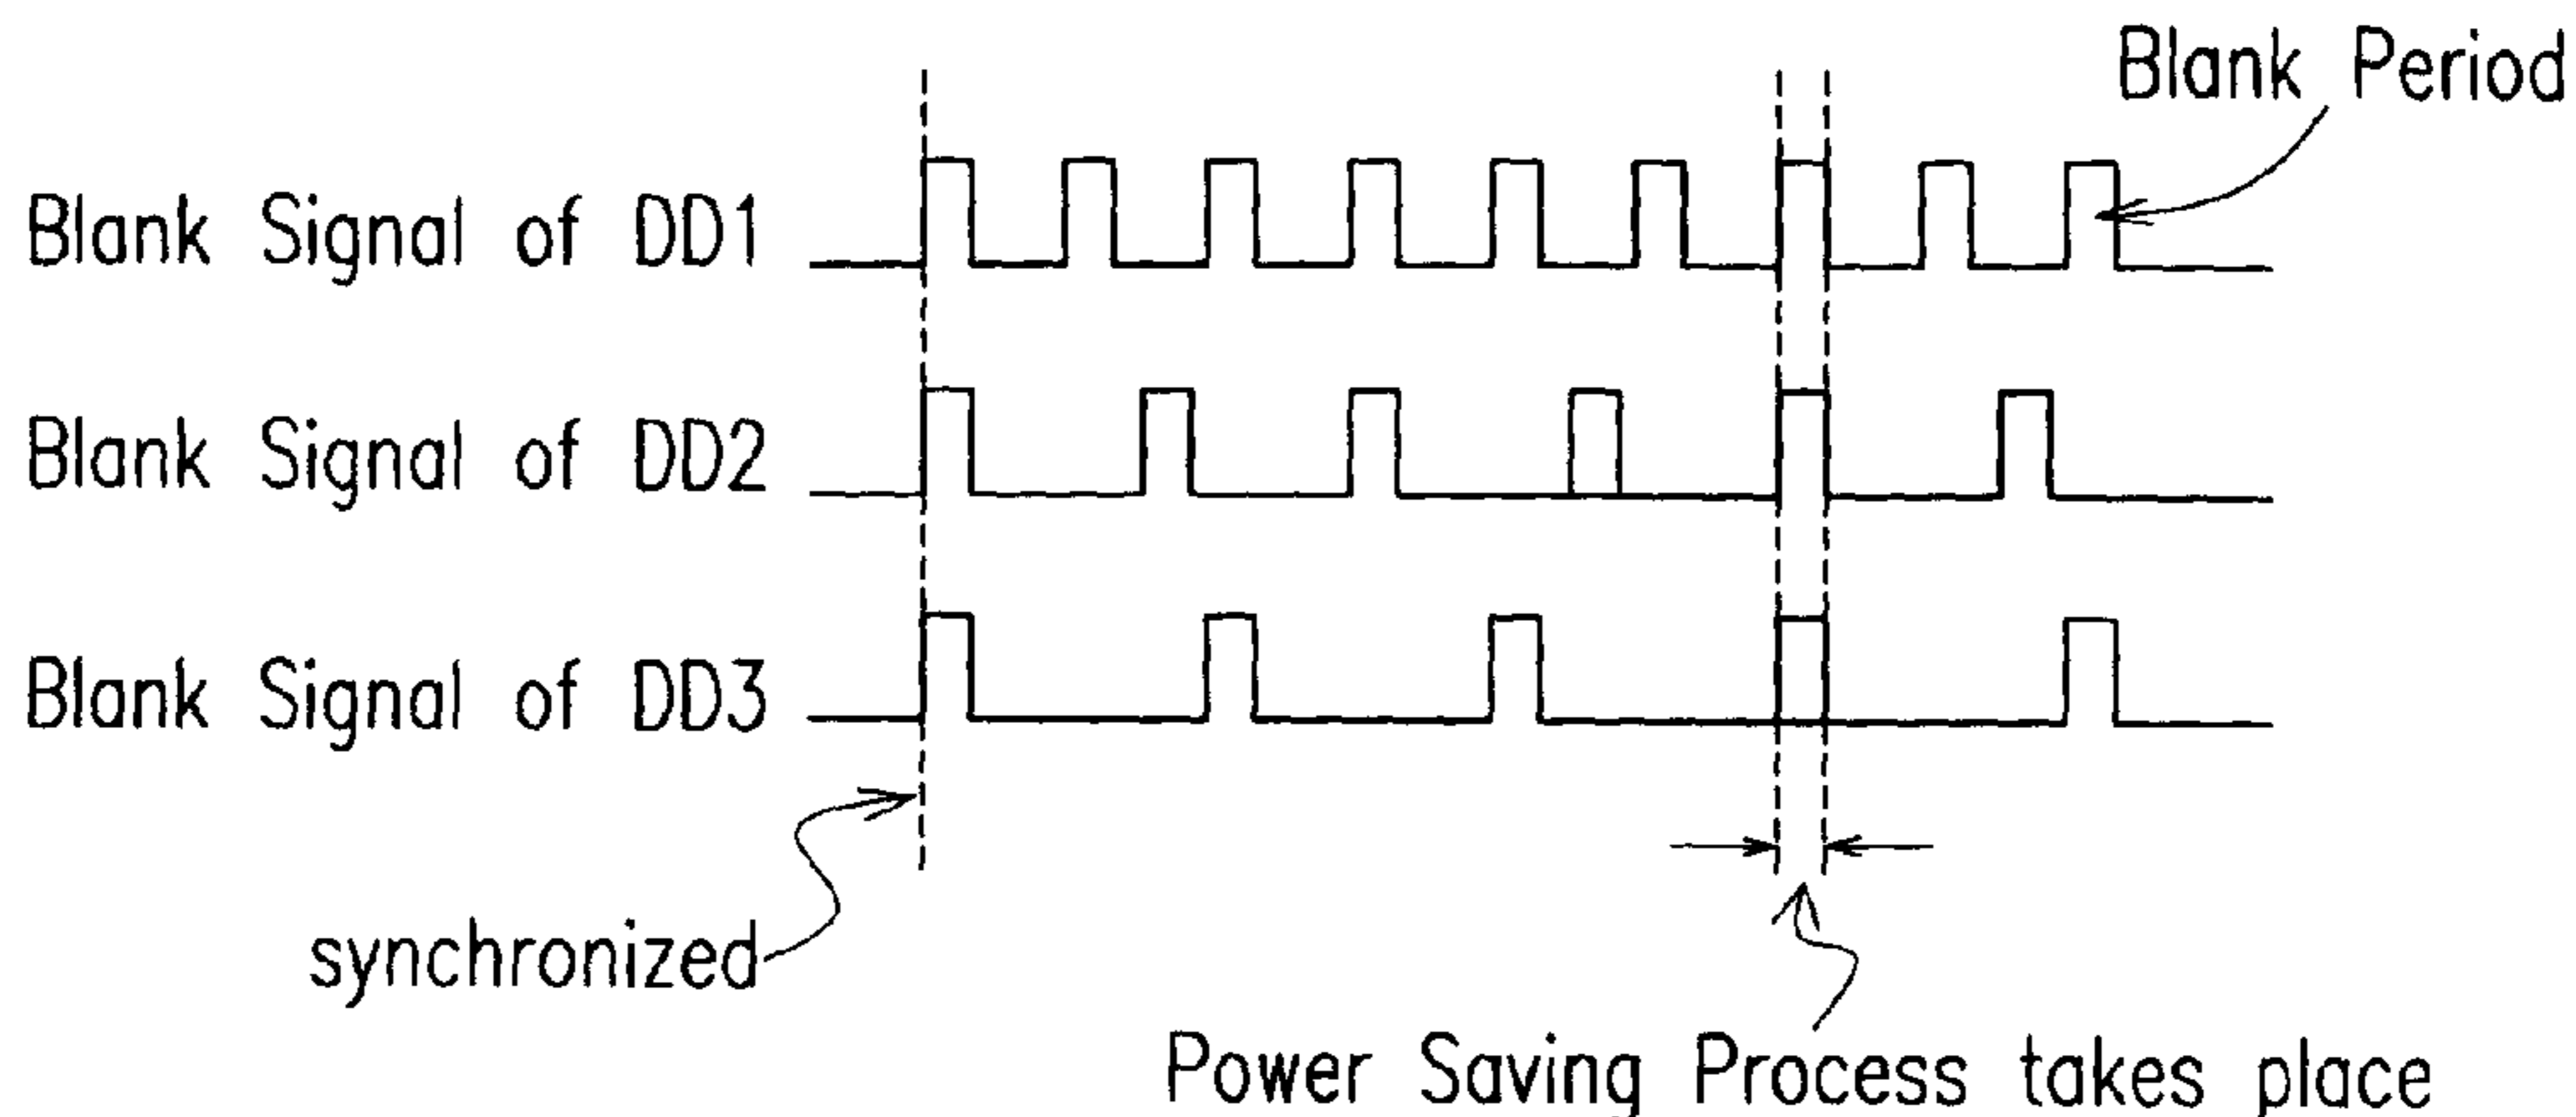 Blank Period
Blank Signal of DD1
Blank Signal of DD2
Blank Signal of DD3
synchronized
Power Saving Process takes place